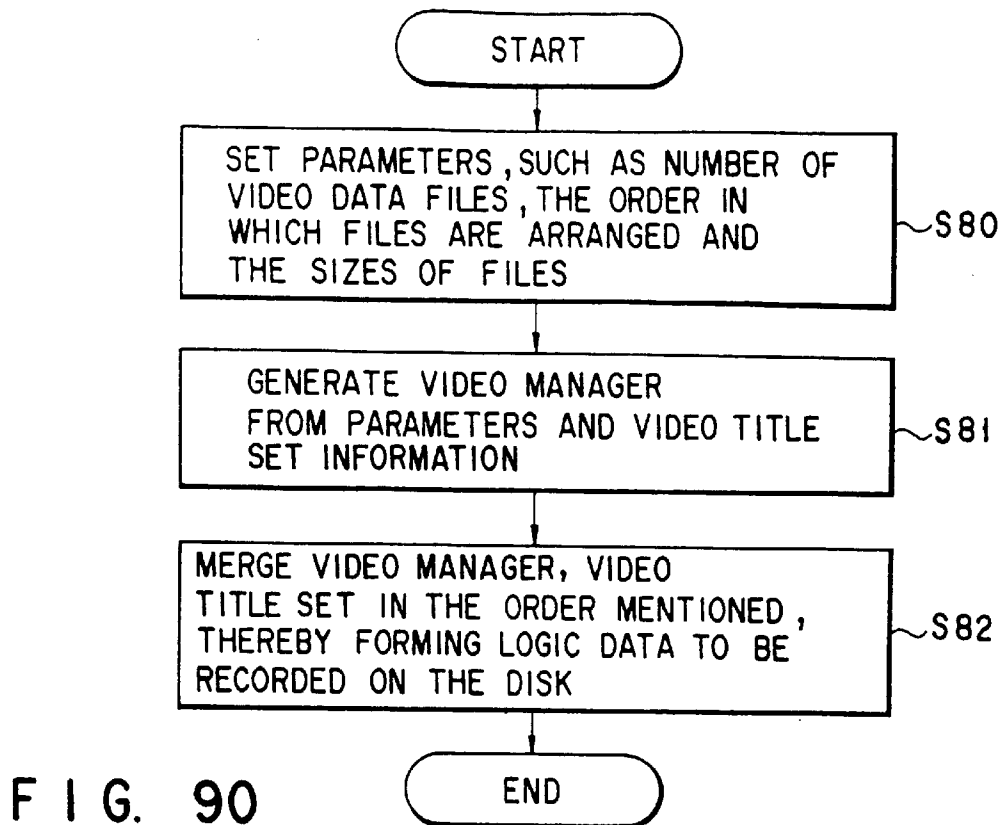 START
SET PARAMETERS, SUCH AS NUMBER OF
VIDEO DATA FILES, THE ORDER IN
WHICH FILES ARE ARRANGED AND
THE SIZES OF FILES
S80
GENERATE VIDEO MANAGER
FROM PARAMETERS AND VIDEO TITLE
SET INFORMATION
S81
MERGE VIDEO MANAGER, VIDEO
TITLE SET IN THE ORDER MENTIONED,
THEREBY FORMING LOGIC DATA TO BE
RECORDED ON THE DISK
S82
END
FIG. 90